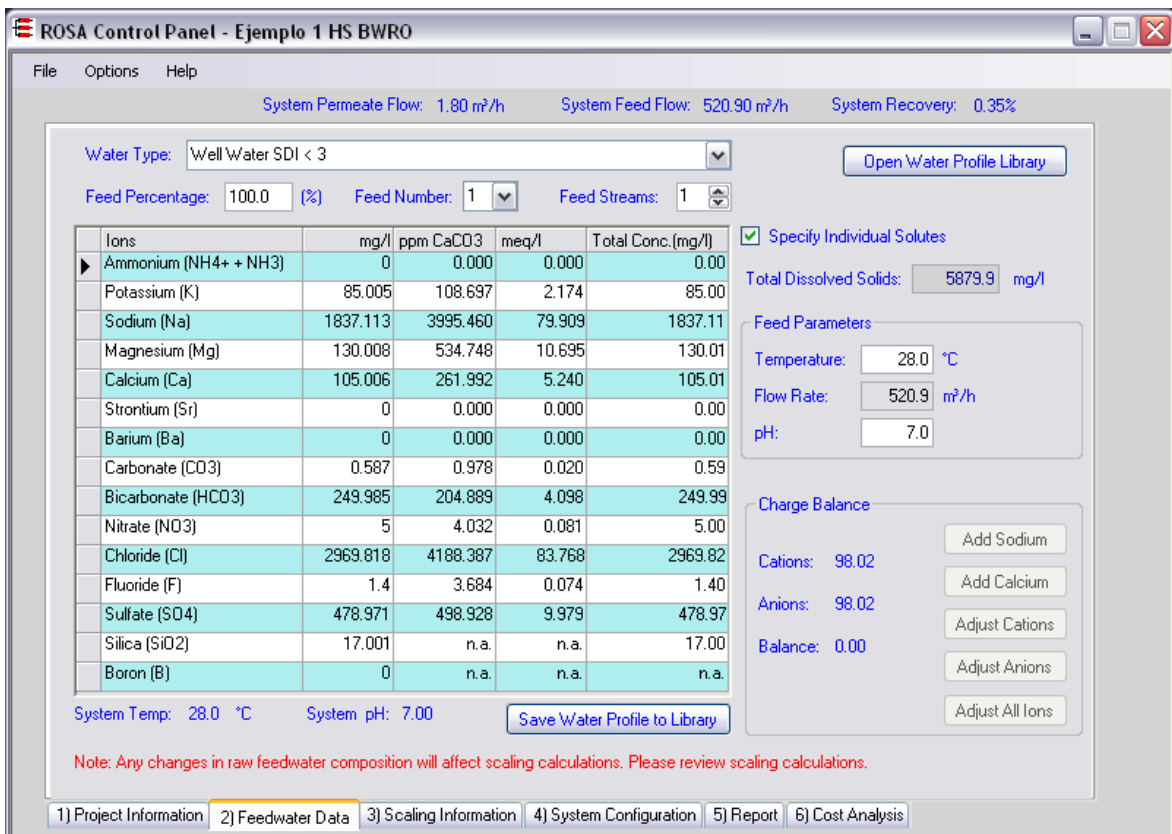 ROSA Control Panel - Ejemplo 1 HS BWRO
File Options Help
System Permeate Flow: 1.80 m³/h System Feed Flow: 520.90 m³/h System Recovery: 0.35%
Water Type: Well Water SDI < 3 Open Water Profile Library
Feed Percentage: 100.0 (%) Feed Number: 1 Feed Streams: 1
Ions mg/l ppm CaCO3 meq/l Total Conc.(mg/l)
Specify Individual Solutes
Ammonium (NH4+ + NH3) 0 0.000 0.000 0.00
Potassium (K) 85.005 108.697 2.174 85.00
Total Dissolved Solids: 5879.9 mg/l
Sodium (Na) 1837.113 3995.460 79.909 1837.11
Feed Parameters
Magnesium (Mg) 130.008 534.748 10.695 130.01
Temperature: 28.0 °C
Calcium (Ca) 105.006 261.992 5.240 105.01
Flow Rate: 520.9 m³/h
Strontium (Sr) 0 0.000 0.000 0.00
Barium (Ba) 0 0.000 0.000 0.00
pH: 7.0
Carbonate (CO3) 0.587 0.978 0.020 0.59
Bicarbonate (HCO3) 249.985 204.889 4.098 249.99
Charge Balance
Nitrate (NO3) 5 4.032 0.081 5.00
Add Sodium
Chloride (Cl) 2969.818 4188.387 83.768 2969.82
Cations: 98.02
Fluoride (F) 1.4 3.684 0.074 1.40
Add Calcium
Anions: 98.02
Sulfate (SO4) 478.971 498.928 9.979 478.97
Adjust Cations
Silica (SiO2) 17.001 n.a. n.a. 17.00
Balance: 0.00
Adjust Anions
Boron (B) 0 n.a. n.a. n.a.
System Temp: 28.0 °C System pH: 7.00 Save Water Profile to Library
Adjust All Ions
Note: Any changes in raw feedwater composition will affect scaling calculations. Please review scaling calculations.
1) Project Information 2) Feedwater Data 3) Scaling Information 4) System Configuration 5) Report 6) Cost Analysis